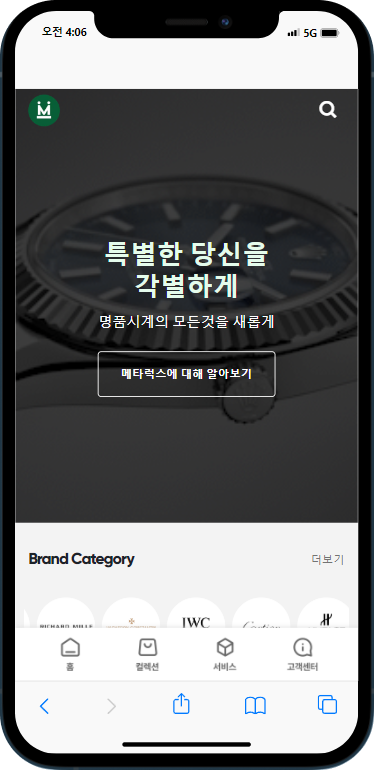 오전 4:06
5G
M
특별한 당신을
각별하게
명품시계의 모든것을 새롭게
메타럭스에 대해 알아보기
Brand Category
더보기
RICHARD MILLE
IWC
Cartier
H
홈
컬렉션
서비스
고객센터